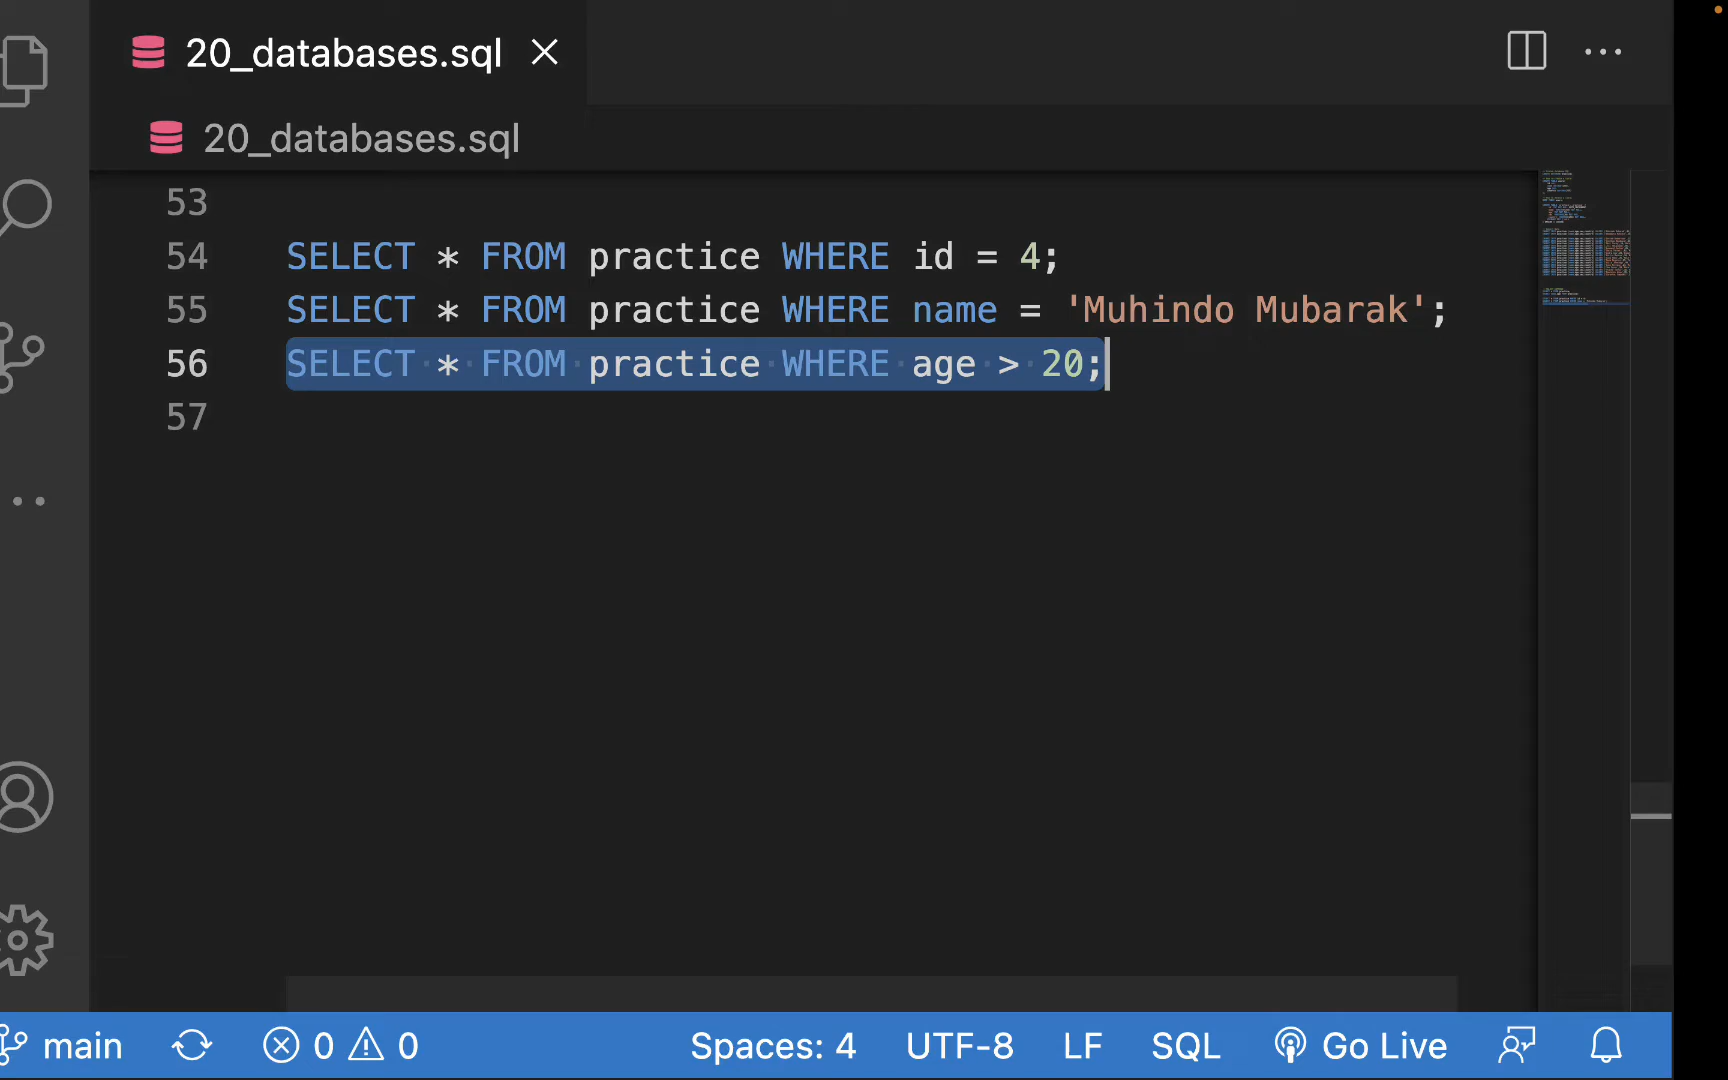 20_databases.sql
20_databases.sql
53
54 SELECT * FROM practice WHERE id = 4;
55 SELECT * FROM practice WHERE name = 'Muhindo Mubarak';
56 SELECT * FROM practice WHERE age > 20;
57
main 0 0 Spaces: 4 UTF-8 LF SQL Go Live